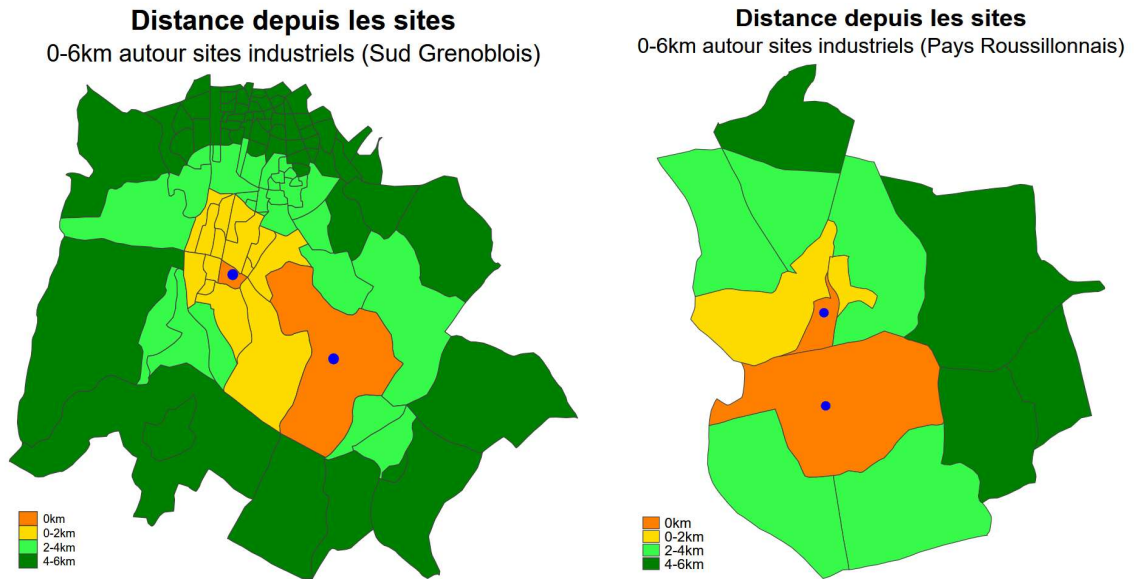 Distance depuis les sites
0-6km autour sites industriels (Sud Grenoblois)
0km
0-2km
2-4km
4-6km
Distance depuis les sites
0-6km autour sites industriels (Pays Roussillonnais)
0km
0-2km
2-4km
4-6km